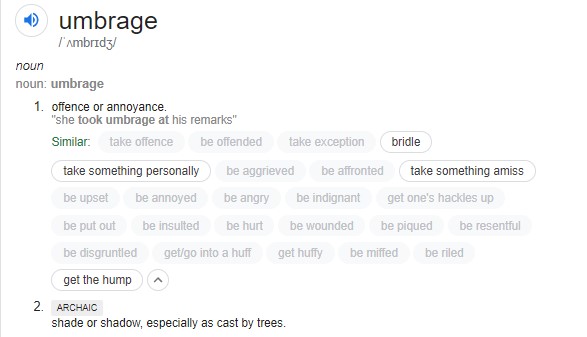 umbrage
/ˈʌmbrɪdʒ/
noun
noun: umbrage
1. offence or annoyance.
"she took umbrage at his remarks"
Similar: take offence be offended take exception bridle
take something personally be aggrieved be affronted take something amiss
be upset be annoyed be angry be indignant get one's hackles up
be put out be insulted be hurt be wounded be piqued be resentful
be disgruntled get/go into a huff get huffy be miffed be riled
get the hump
2. ARCHAIC
shade or shadow, especially as cast by trees.